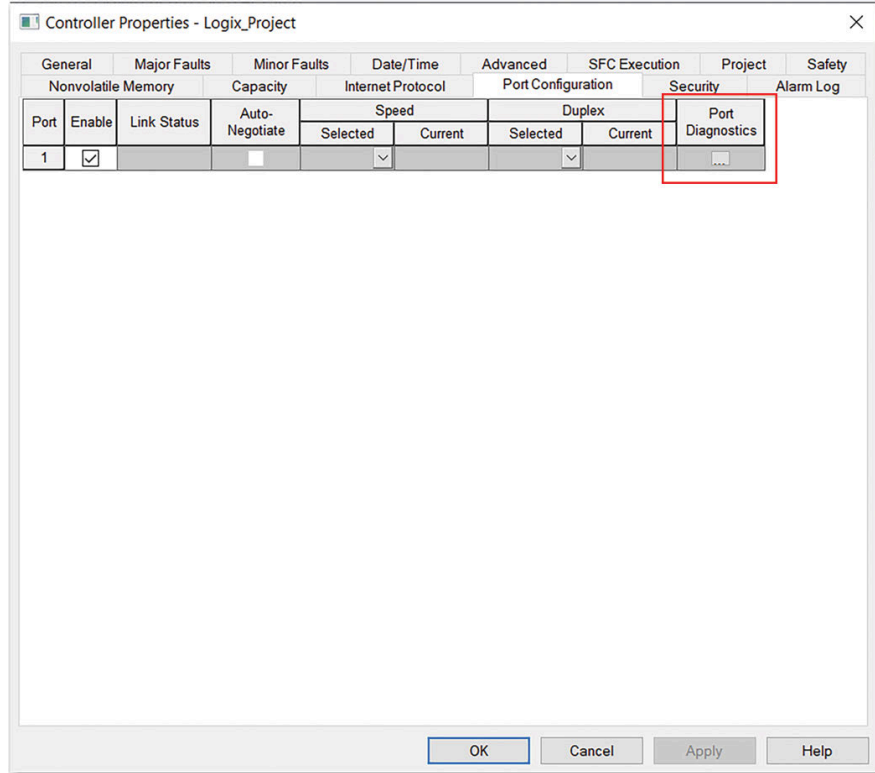 Controller Properties - Logix_Project
General Major Faults Minor Faults Date/Time Advanced SFC Execution Project Safety
Nonvolatile Memory Capacity Internet Protocol Port Configuration Security Alarm Log
Port Enable Link Status Auto-Negotiate Speed Duplex Port Diagnostics
Selected Current Selected Current
1 ...
OK Cancel Apply Help